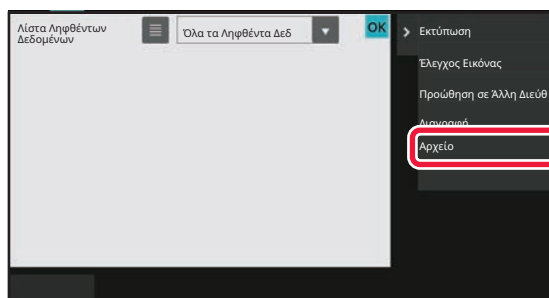 Λίστα Ληφθέντων
Δεδομένων
Όλα τα Ληφθέντα Δεδ
OK
Εκτύπωση
Έλεγχος Εικόνας
Προώθηση σε Άλλη Διεύθ
Διαγραφή
Αρχείο